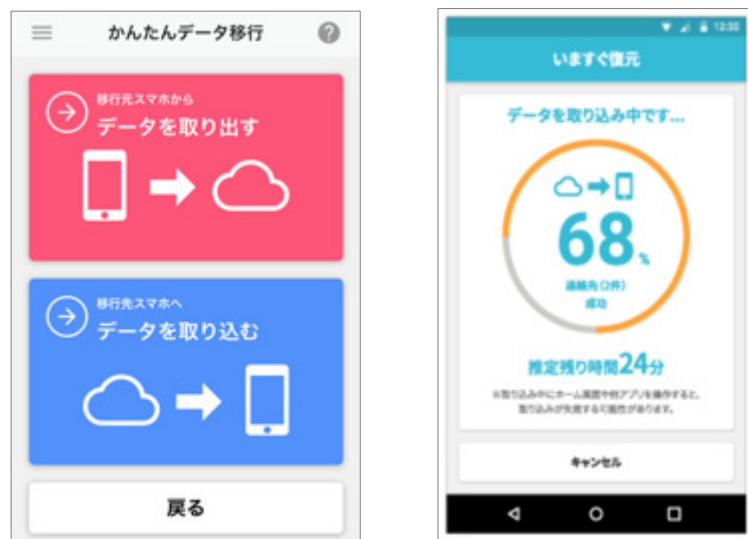 かんたんデータ移行
?
移行元スマホから
データを取り出す
移行先スマホへ
データを取り込む
戻る
12:30
いますぐ復元
データを取り込み中です...
68%
連絡先(2件)
成功
推定残り時間24分
※取り込み中にホーム画面や他アプリを操作すると、
取り込みが失敗する可能性があります。
キャンセル